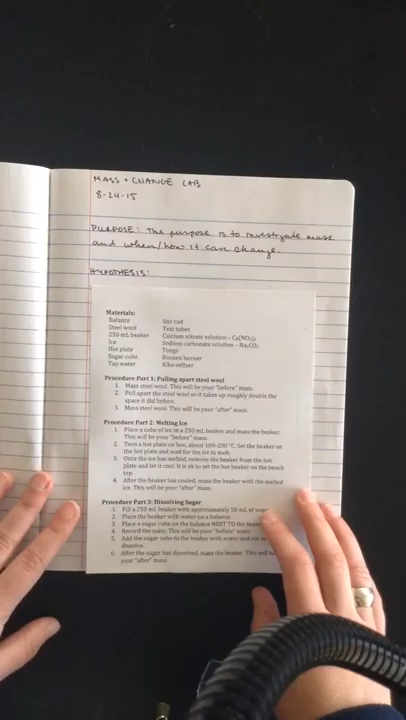 MASS + CHANGE LAB
8-24-15
PURPOSE: The purpose is to investigate mass
and when/how it can change.
HYPOTHESIS:
Materials:
Balance
Steel wool
250 mL beaker
Ice
Hot plate
Sugar cube
Tap water
Stir rod
Test tubes
Calcium nitrate solution – Ca(NO₃)₂
Sodium carbonate solution – Na₂CO₃
Tongs
Bunsen burner
Alka-seltzer
Procedure Part 1: Pulling apart steel wool
1. Mass steel wool. This will be your "before" mass.
2. Pull apart the steel wool so it takes up roughly double the
space it did before.
3. Mass steel wool. This will be your "after" mass.
Procedure Part 2: Melting Ice
1. Place a cube of ice in a 250 mL beaker and mass the beaker.
This will be your "before" mass.
2. Turn a hot plate on low, about 100-200 °C. Set the beaker on
the hot plate and wait for the ice to melt.
3. Once the ice has melted, remove the beaker from the hot
plate and let it cool. It is ok to set the hot beaker on the bench
top.
4. After the beaker has cooled, mass the beaker with the melted
ice. This will be your "after" mass.
Procedure Part 3: Dissolving Sugar
1. Fill a 250 mL beaker with approximately 50 mL of water
2. Place the beaker with water on a balance.
3. Place a sugar cube on the balance NEXT TO the beaker
4. Record the mass. This will be your "before" mass.
5. Add the sugar cube to the beaker with water and stir to
dissolve
6. After the sugar has dissolved, mass the beaker. This will be
your "after" mass.